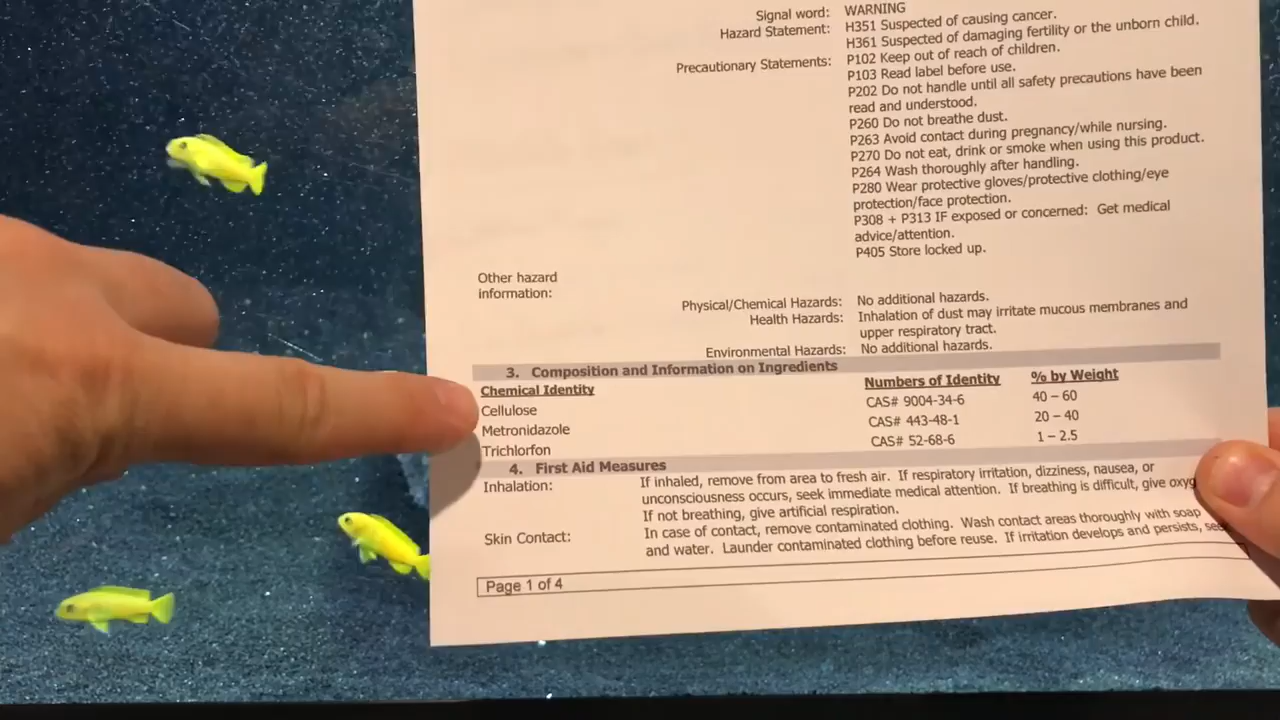 Signal word: WARNING
Hazard Statement: H351 Suspected of causing cancer.
H361 Suspected of damaging fertility or the unborn child.
Precautionary Statements: P102 Keep out of reach of children.
P103 Read label before use.
P202 Do not handle until all safety precautions have been
read and understood.
P260 Do not breathe dust.
P263 Avoid contact during pregnancy/while nursing.
P270 Do not eat, drink or smoke when using this product.
P264 Wash thoroughly after handling.
P280 Wear protective gloves/protective clothing/eye
protection/face protection.
P308 + P313 IF exposed or concerned: Get medical
advice/attention.
P405 Store locked up.
Other hazard
information:
Physical/Chemical Hazards: No additional hazards.
Health Hazards: Inhalation of dust may irritate mucous membranes and
upper respiratory tract.
Environmental Hazards: No additional hazards.
3. Composition and Information on Ingredients
Chemical Identity Numbers of Identity % by Weight
Cellulose CAS# 9004-34-6 40 – 60
Metronidazole CAS# 443-48-1 20 – 40
Trichlorfon CAS# 52-68-6 1 – 2.5
4. First Aid Measures
Inhalation: If inhaled, remove from area to fresh air. If respiratory irritation, dizziness, nausea, or
unconsciousness occurs, seek immediate medical attention. If breathing is difficult, give oxyg
If not breathing, give artificial respiration.
Skin Contact: In case of contact, remove contaminated clothing. Wash contact areas thoroughly with soap
and water. Launder contaminated clothing before reuse. If irritation develops and persists, see
Page 1 of 4